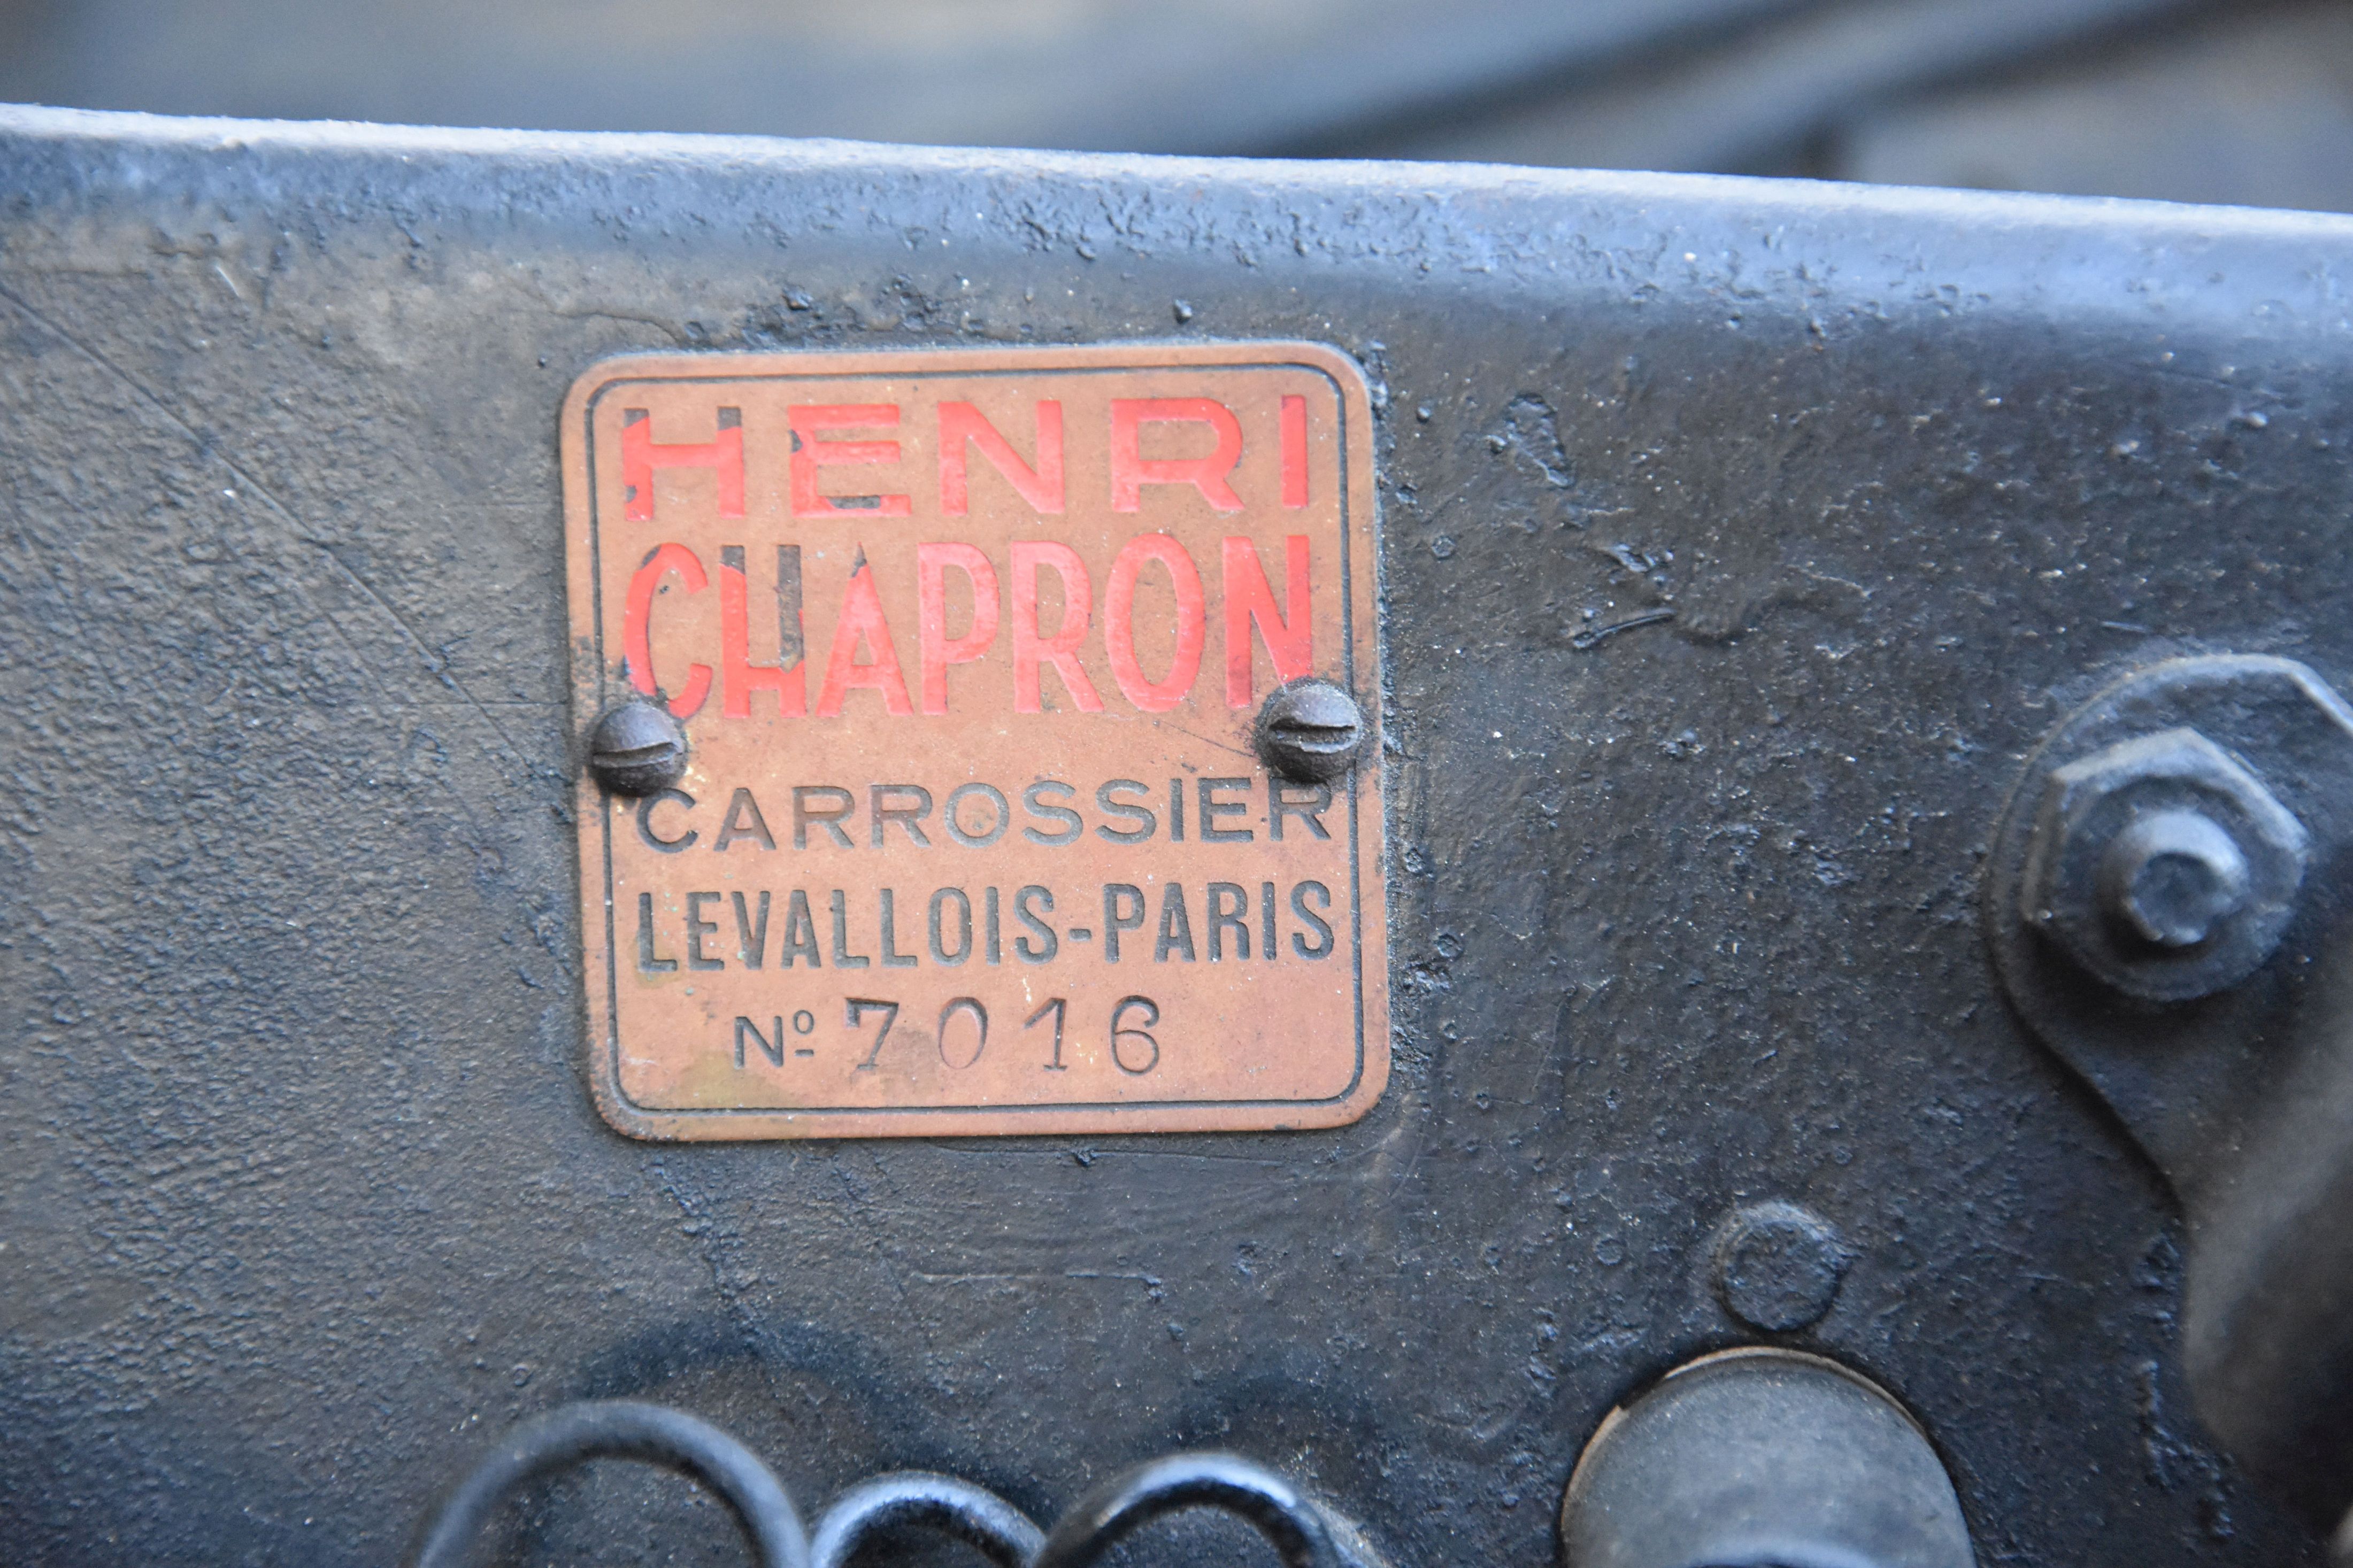 HENRI
CHAPRON
CARROSSIER
LEVALLOIS-PARIS
Nº 7016